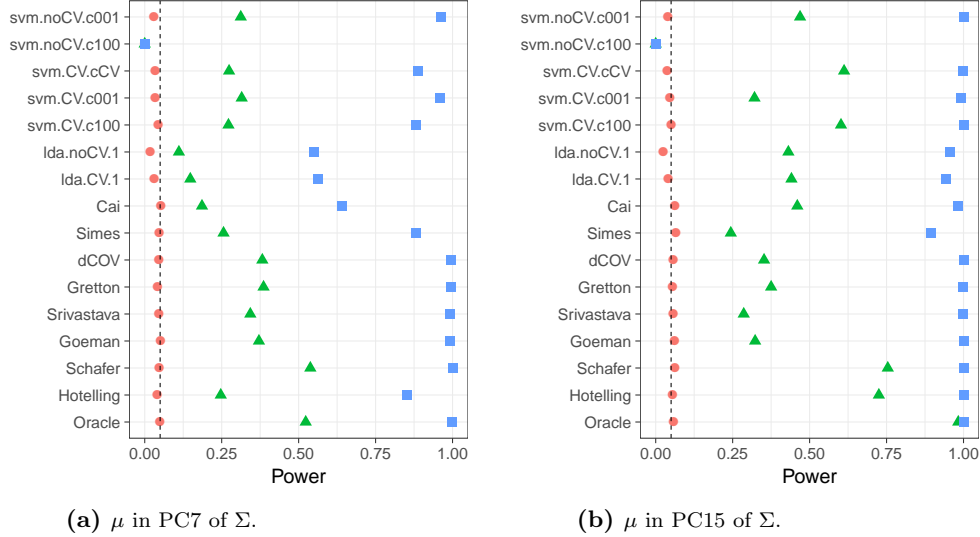 svm.noCV.c001
svm.noCV.c100
svm.CV.cCV
svm.CV.c001
svm.CV.c100
lda.noCV.1
lda.CV.1
Cai
Simes
dCOV
Gretton
Srivastava
Goeman
Schafer
Hotelling
Oracle
0.00 0.25 0.50 0.75 1.00
Power
(a) μ in PC7 of Σ.
svm.noCV.c001
svm.noCV.c100
svm.CV.cCV
svm.CV.c001
svm.CV.c100
lda.noCV.1
lda.CV.1
Cai
Simes
dCOV
Gretton
Srivastava
Goeman
Schafer
Hotelling
Oracle
0.00 0.25 0.50 0.75 1.00
Power
(b) μ in PC15 of Σ.